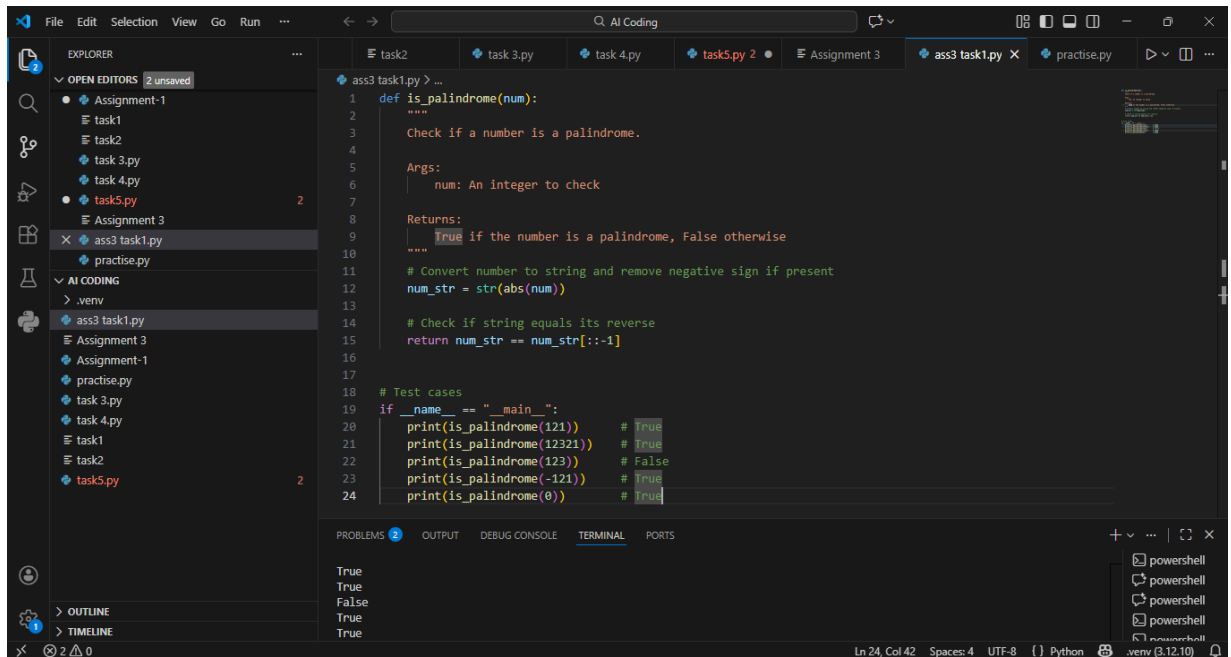 File Edit Selection View Go Run ···
AI Coding
EXPLORER ···
OPEN EDITORS 2 unsaved
Assignment-1
task1
task2
task 3.py
task 4.py
task5.py 2
Assignment 3
ass3 task1.py
practise.py
AI CODING
.venv
ass3 task1.py
Assignment 3
Assignment-1
practise.py
task 3.py
task 4.py
task1
task2
task5.py 2
OUTLINE
TIMELINE
2
1
task2 task 3.py task 4.py task5.py 2 Assignment 3 ass3 task1.py practise.py
ass3 task1.py > ...
1 def is_palindrome(num):
2 """
3 Check if a number is a palindrome.
4
5 Args:
6 num: An integer to check
7
8 Returns:
9 True if the number is a palindrome, False otherwise
10 """
11 # Convert number to string and remove negative sign if present
12 num_str = str(abs(num))
13
14 # Check if string equals its reverse
15 return num_str == num_str[::-1]
16
17
18 # Test cases
19 if __name__ == "__main__":
20 print(is_palindrome(121)) # True
21 print(is_palindrome(12321)) # True
22 print(is_palindrome(123)) # False
23 print(is_palindrome(-121)) # True
24 print(is_palindrome(0)) # True
PROBLEMS 2 OUTPUT DEBUG CONSOLE TERMINAL PORTS
True
True
False
True
True
powershell
powershell
powershell
powershell
powershell
2 0 Ln 24, Col 42 Spaces: 4 UTF-8 {} Python .venv (3.12.10)